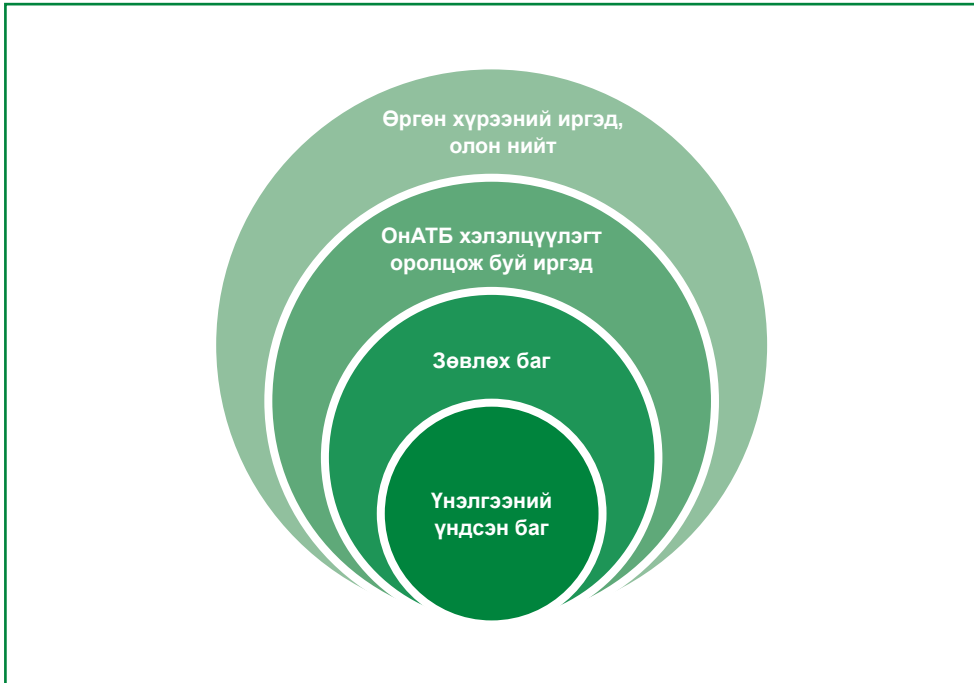 Өргөн хүрээний иргэд,
олон нийт
ОнАТБ хэлэлцүүлэгт
оролцож буй иргэд
Зөвлөх баг
Үнэлгээний
үндсэн баг